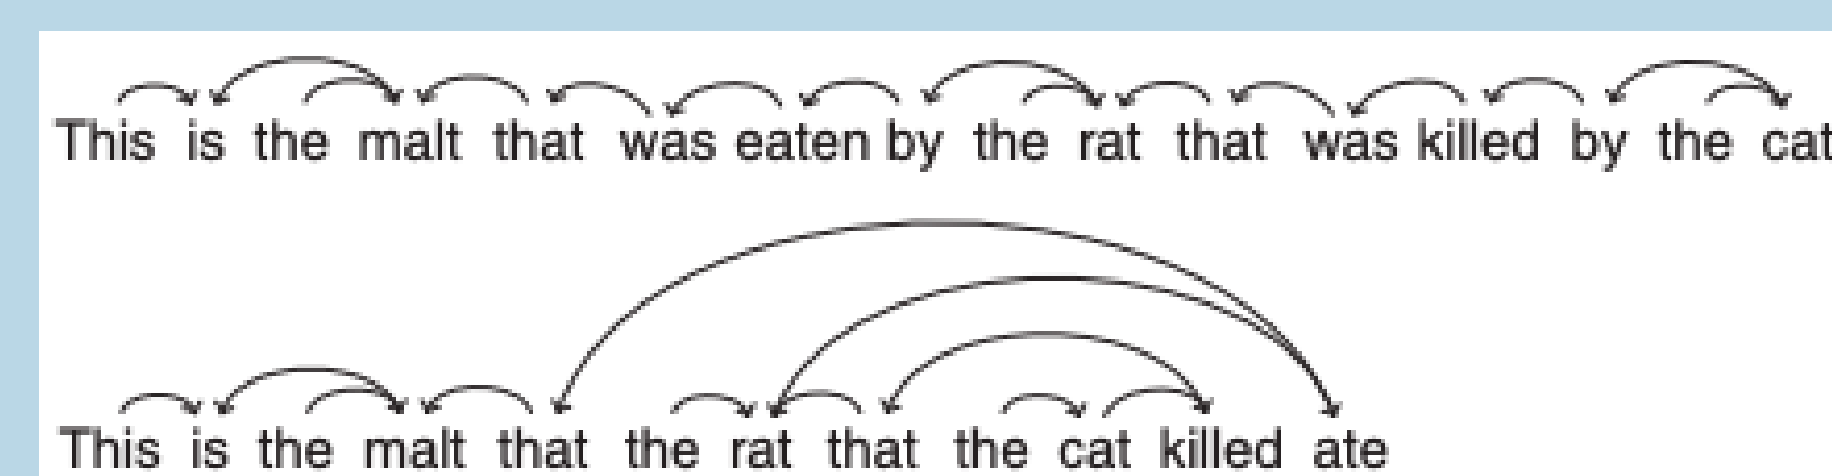 This is the malt that was eaten by the rat that was killed by the cat
This is the malt that the rat that the cat killed ate